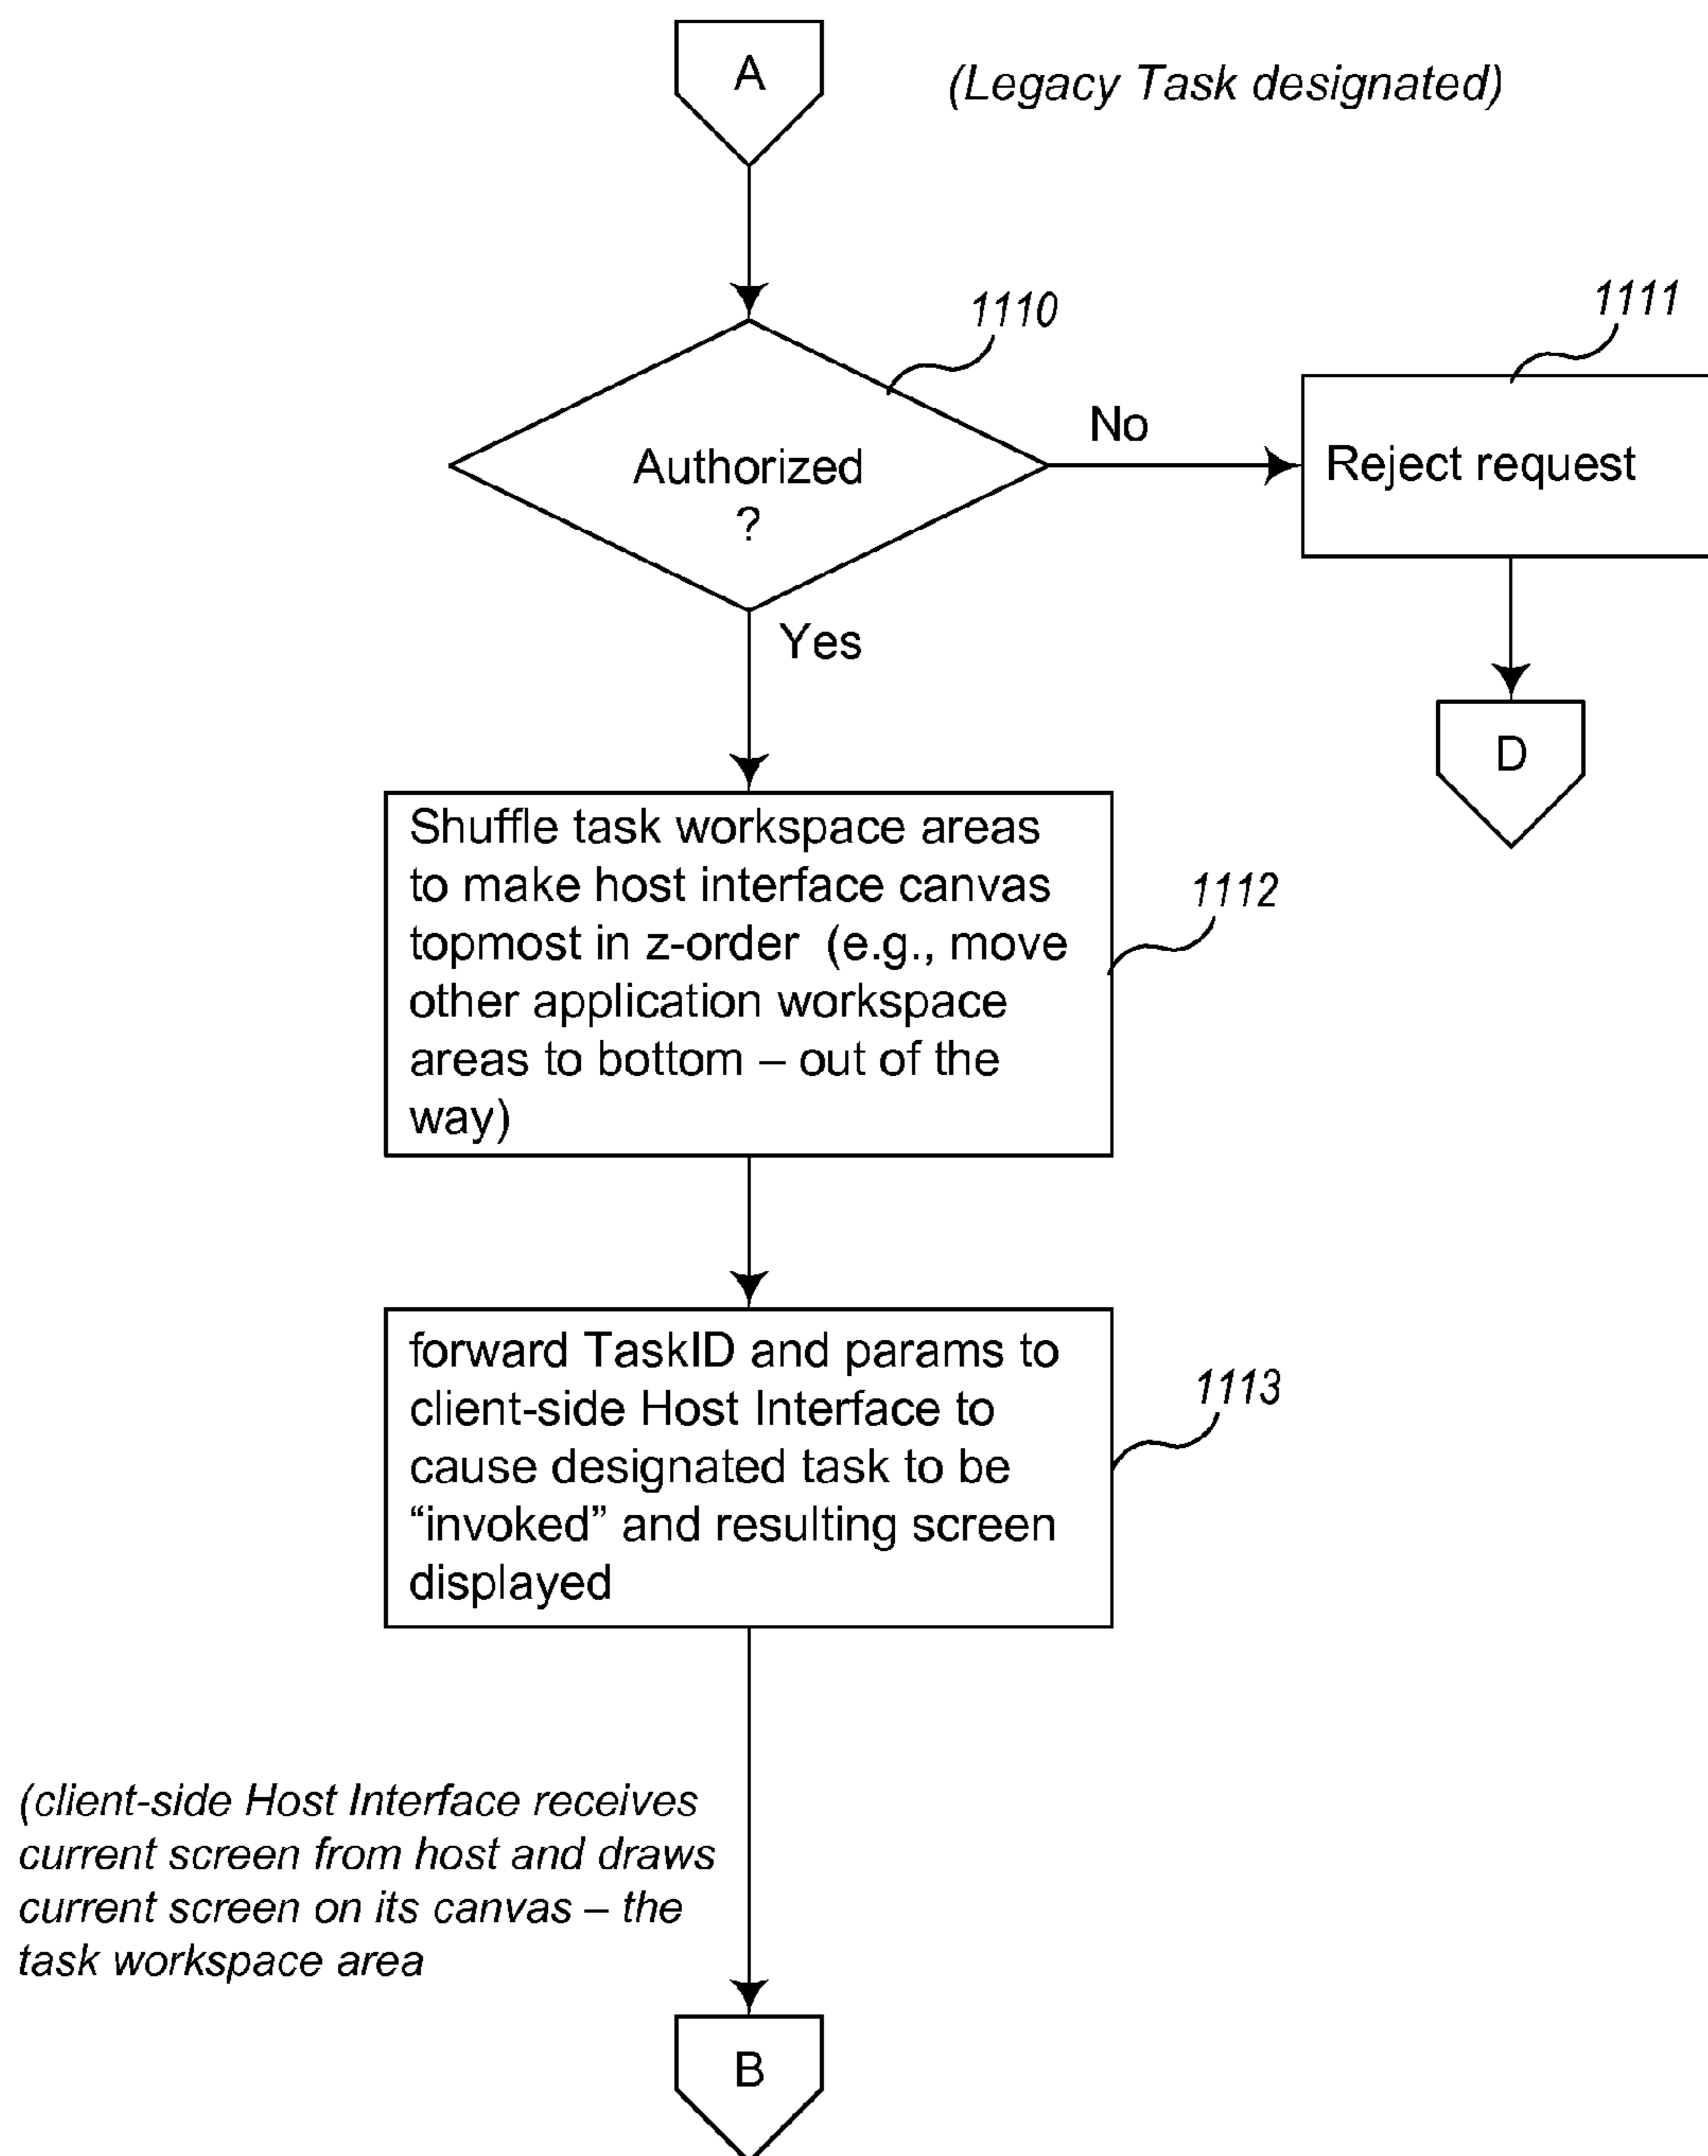 A
(Legacy Task designated)
1110
1111
No
Authorized
?
Reject request
Yes
D
Shuffle task workspace areas
to make host interface canvas
topmost in z-order (e.g., move
other application workspace
areas to bottom – out of the
way)
1112
forward TaskID and params to
client-side Host Interface to
cause designated task to be
“invoked” and resulting screen
displayed
1113
(client-side Host Interface receives
current screen from host and draws
current screen on its canvas – the
task workspace area
B